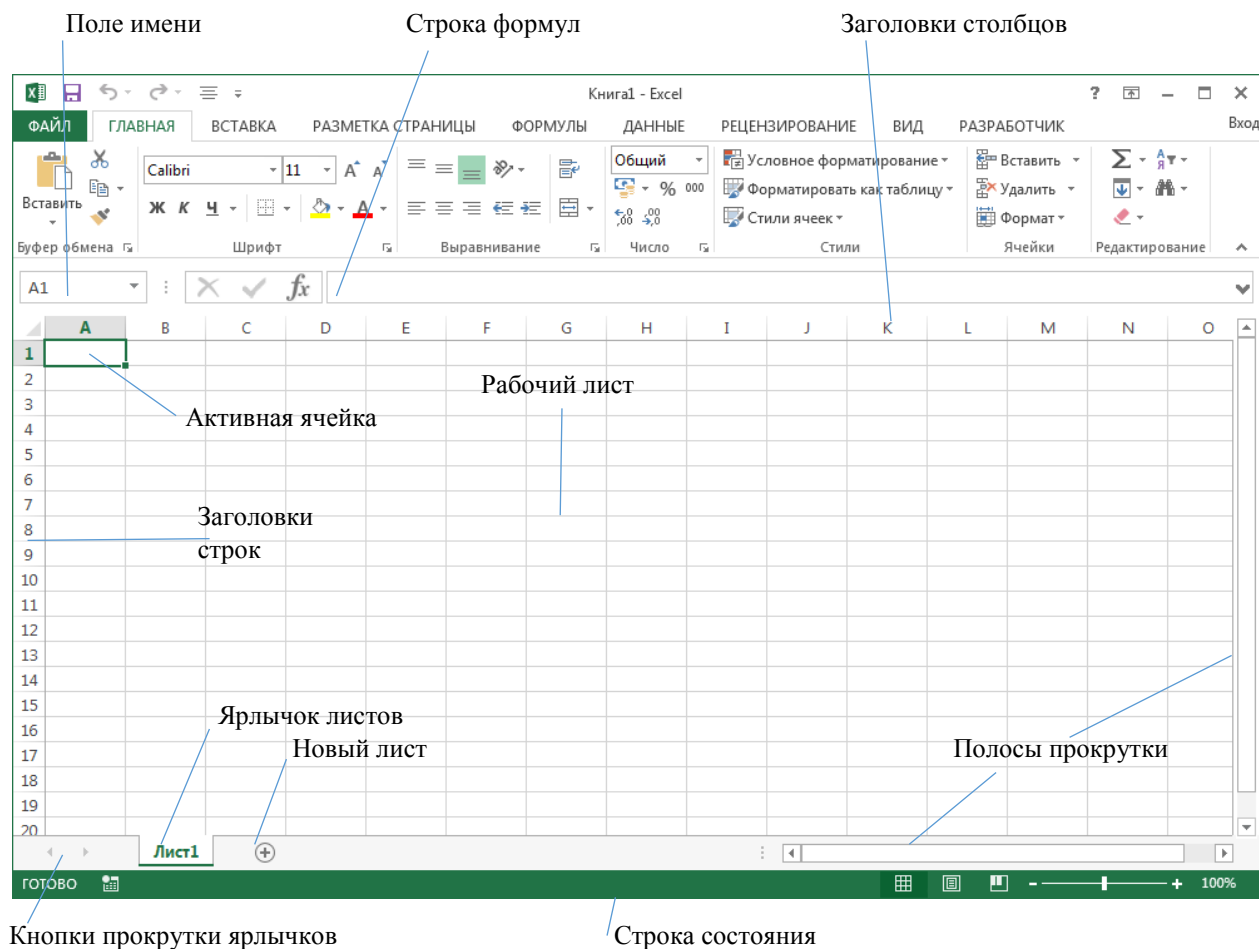 Поле имени Строка формул Заголовки столбцов
Книга1 - Excel ?
ФАЙЛ ГЛАВНАЯ ВСТАВКА РАЗМЕТКА СТРАНИЦЫ ФОРМУЛЫ ДАННЫЕ РЕЦЕНЗИРОВАНИЕ ВИД РАЗРАБОТЧИК Вход
Calibri 11 А А Общий Условное форматирование Вставить Σ А Я
Вставить % 000 Форматировать как таблицу Удалить
Ж К Ч А ,0 ,00 ,00 ,0 Стили ячеек Формат
Буфер обмена Шрифт Выравнивание Число Стили Ячейки Редактирование
A1 fx
A B C D E F G H I J K L M N O
1
2 Рабочий лист
3
Активная ячейка
4
5
6
7
Заголовки
8
строк
9
10
11
12
13
14
15
Ярлычок листов
16
Новый лист Полосы прокрутки
17
18
19
20
Лист1
ГОТОВО 100%
Кнопки прокрутки ярлычков Строка состояния